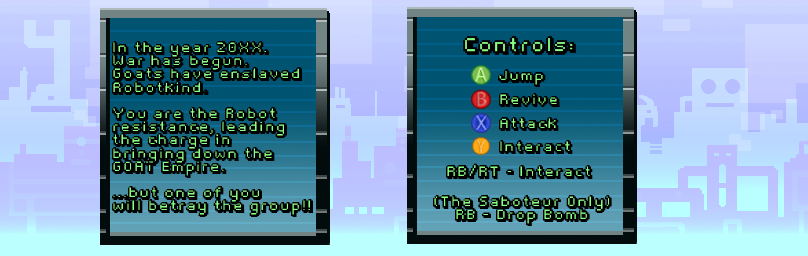 In the year 20XX.
War has begun.
Goats have enslaved
RobotKind.
You are the Robot
resistance, leading
the charge in
bringing down the
GOAT Empire.
...but one of you
will betray the group!!
Controls:
A Jump
B Revive
X Attack
Y Interact
RB/RT - Interact
(The Saboteur Only)
RB - Drop Bomb